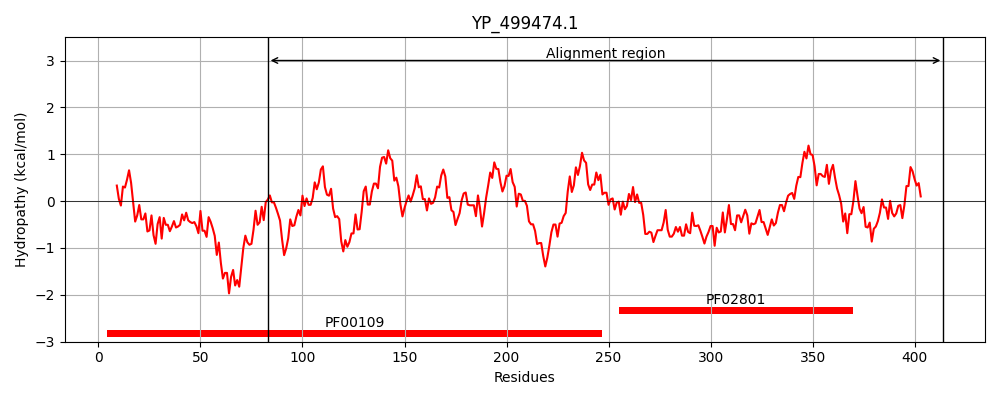 YP_499474.1
Alignment region
3
2
1
0
−1
−2
−3
Hydropathy (kcal/mol)
PF02801
PF00109
0 50 100 150 200 250 300 350 400
Residues